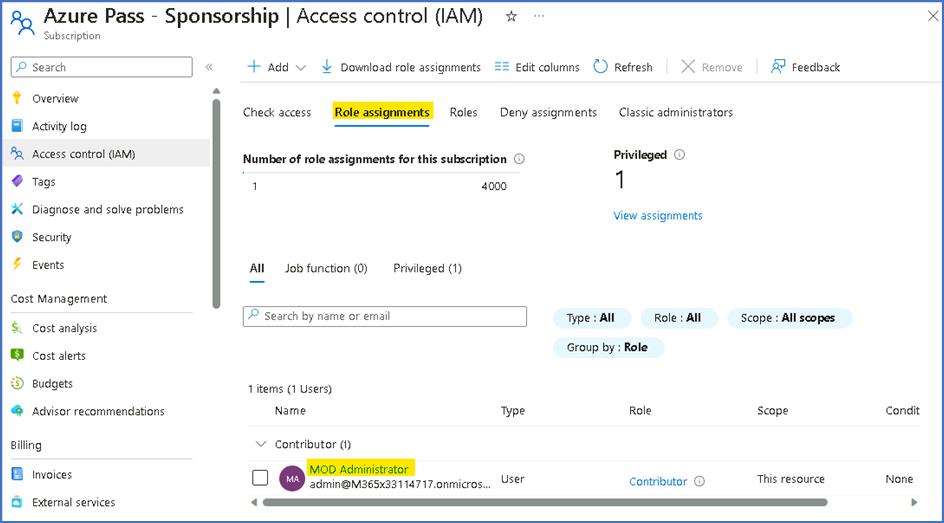 Azure Pass - Sponsorship | Access control (IAM)
Subscription
Search
Overview
Activity log
Access control (IAM)
Tags
Diagnose and solve problems
Security
Events
Cost Management
Cost analysis
Cost alerts
Budgets
Advisor recommendations
Billing
Invoices
External services
Add Download role assignments Edit columns Refresh Remove Feedback
Check access Role assignments Roles Deny assignments Classic administrators
Number of role assignments for this subscription
1 4000
Privileged
1
View assignments
All Job function (0) Privileged (1)
Search by name or email
Type : All Role : All Scope : All scopes
Group by : Role
1 items (1 Users)
Name Type Role Scope Condit
Contributor (1)
MA MOD Administrator
admin@M365x33114717.onmicros... User Contributor This resource None